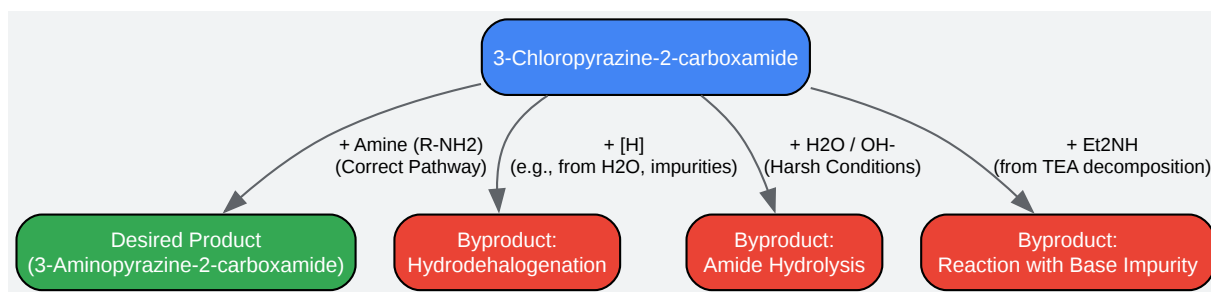 3-Chloropyrazine-2-carboxamide
+ Amine (R-NH2)
(Correct Pathway)
+ [H]
(e.g., from H2O, impurities)
+ H2O / OH-
(Harsh Conditions)
+ Et2NH
(from TEA decomposition)
Desired Product
(3-Aminopyrazine-2-carboxamide)
Byproduct:
Hydrodehalogenation
Byproduct:
Amide Hydrolysis
Byproduct:
Reaction with Base Impurity